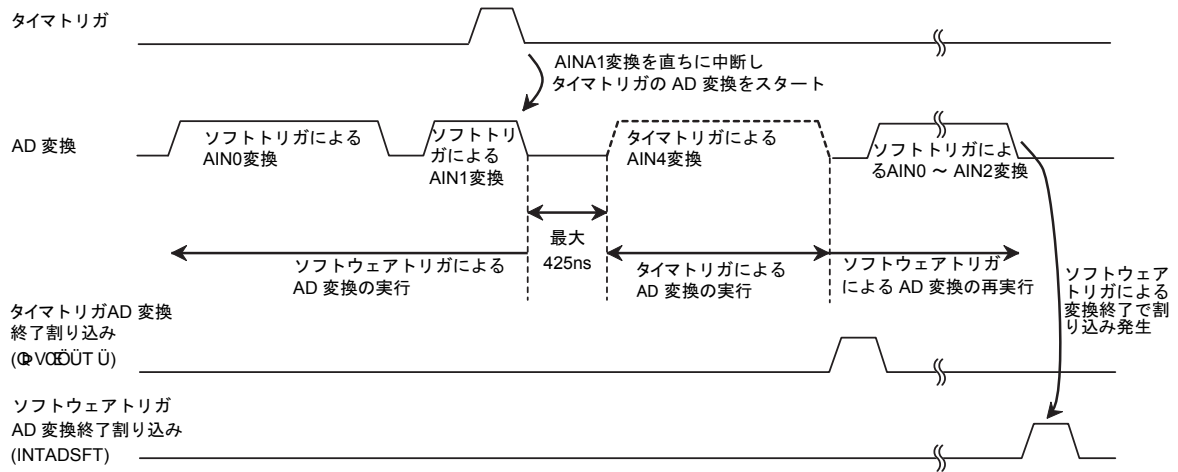 タイマトリガ
AINA1変換を直ちに中断し
タイマトリガの AD 変換をスタート
AD 変換
ソフトトリガによる
AIN0変換
ソフトトリ
ガによる
AIN1変換
タイマトリガによる
AIN4変換
ソフトトリガによ
るAIN0 ～ AIN2変換
最大
425ns
ソフトウェアトリガによる
AD 変換の実行
タイマトリガによる
AD 変換の実行
ソフトウェアトリガ
による AD 変換の再実行
ソフトウェア
トリガによる
変換終了で割
り込み発生
タイマトリガAD 変換
終了割り込み
ソフトウェアトリガ
AD 変換終了割り込み
(INTADSFT)